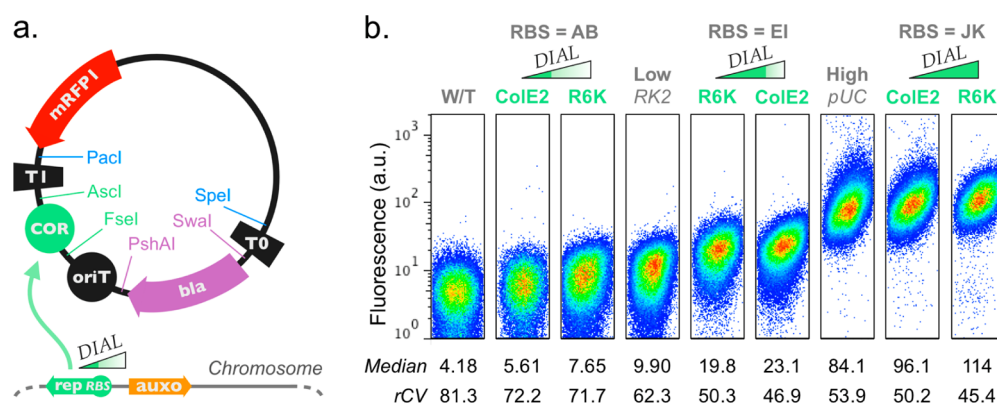 a.
mRFP1
PacI
TI
AscI
COR
FseI
PshAI
oriT
bla
SwaI
SpeI
T0
DIAL
Chromosome
rep RBS
auxo
b.
RBS = AB
RBS = EI
RBS = JK
DIAL
DIAL
DIAL
W/T
ColE2
R6K
Low
RK2
R6K
ColE2
High
pUC
ColE2
R6K
Fluorescence (a.u.)
10³
10²
10¹
10⁰
Median 4.18 5.61 7.65 9.90 19.8 23.1 84.1 96.1 114
rCV 81.3 72.2 71.7 62.3 50.3 46.9 53.9 50.2 45.4